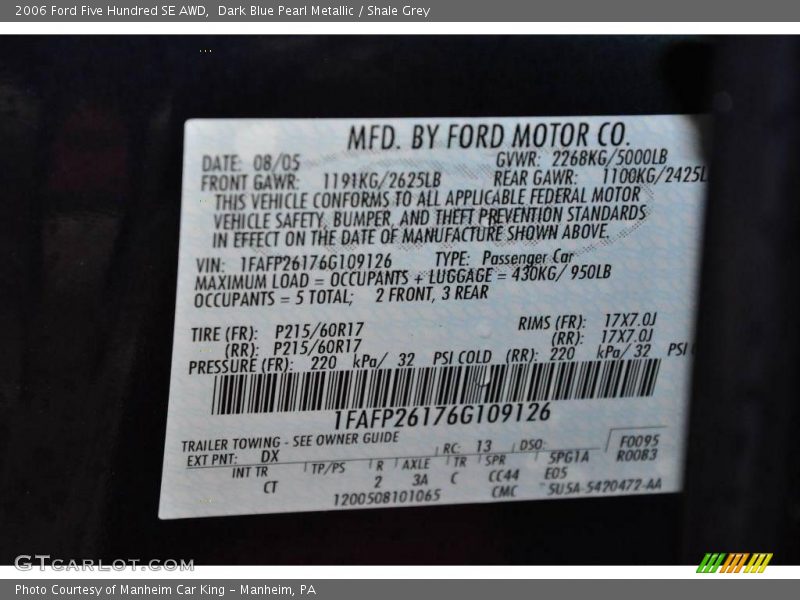 2006 Ford Five Hundred SE AWD,  Dark Blue Pearl Metallic / Shale Grey
MFD. BY FORD MOTOR CO.
DATE: 08/05 GVWR: 2268KG/5000LB
FRONT GAWR: 1191KG/2625LB REAR GAWR: 1100KG/2425L
THIS VEHICLE CONFORMS TO ALL APPLICABLE FEDERAL MOTOR
VEHICLE SAFETY, BUMPER, AND THEFT PREVENTION STANDARDS
IN EFFECT ON THE DATE OF MANUFACTURE SHOWN ABOVE.
VIN: 1FAFP26176G109126 TYPE: Passenger Car
MAXIMUM LOAD = OCCUPANTS + LUGGAGE = 430KG/ 950LB
OCCUPANTS = 5 TOTAL; 2 FRONT, 3 REAR
TIRE (FR): P215/60R17 RIMS (FR): 17X7.0J
(RR): P215/60R17 (RR): 17X7.0J
PRESSURE (FR): 220 kPa/ 32 PSI COLD (RR): 220 kPa/ 32 PSI
1FAFP26176G109126
TRAILER TOWING - SEE OWNER GUIDE RC: 13 DSO: F0095
EXT PNT: DX R0083
INT TR TP/PS R AXLE TR SPR 5PG1A
CT 2 3A C CC44 E05
1200508101065 CMC *SU5A-5420472-AA
GTCARLOT.COM
Photo Courtesy of Manheim Car King – Manheim, PA